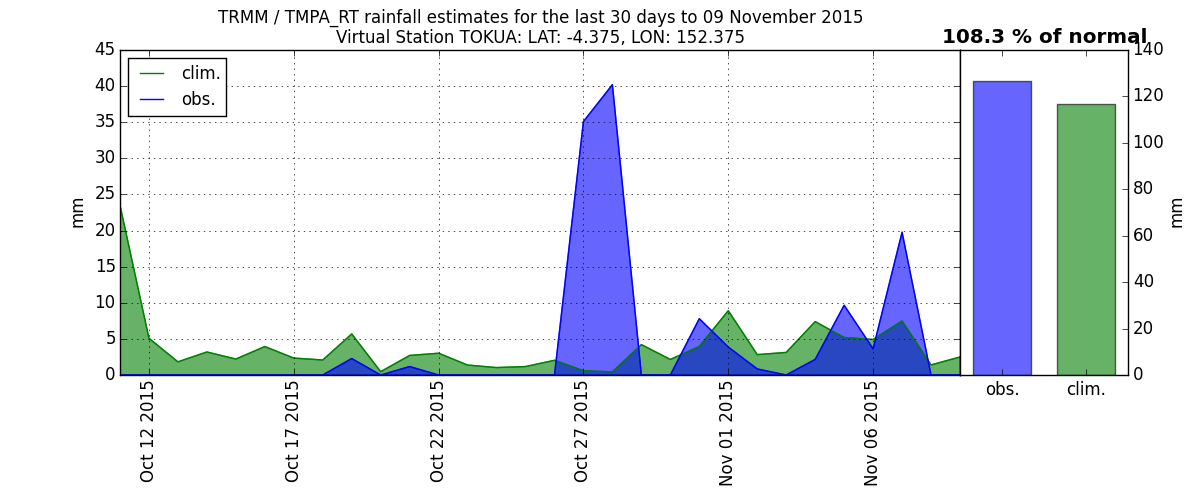 TRMM / TMPA_RT rainfall estimates for the last 30 days to 09 November 2015
Virtual Station TOKUA: LAT: -4.375, LON: 152.375
108.3 % of normal
clim.
obs.
mm
45
40
35
30
25
20
15
10
5
0
Oct 12 2015
Oct 17 2015
Oct 22 2015
Oct 27 2015
Nov 01 2015
Nov 06 2015
140
120
100
80
60
40
20
0
mm
obs.
clim.